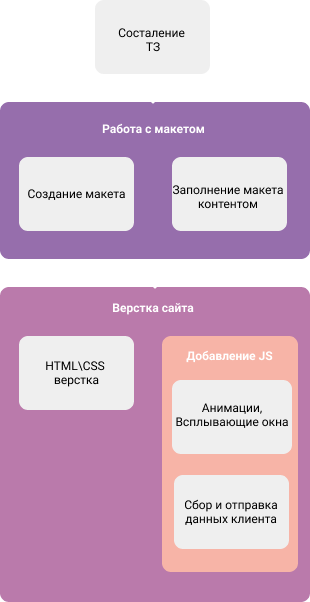 Состаление
ТЗ
Работа с макетом
Создание макета
Заполнение макета
контентом
Верстка сайта
HTML\CSS
верстка
Добавление JS
Анимации,
Всплывающие окна
Сбор и отправка
данных клиента